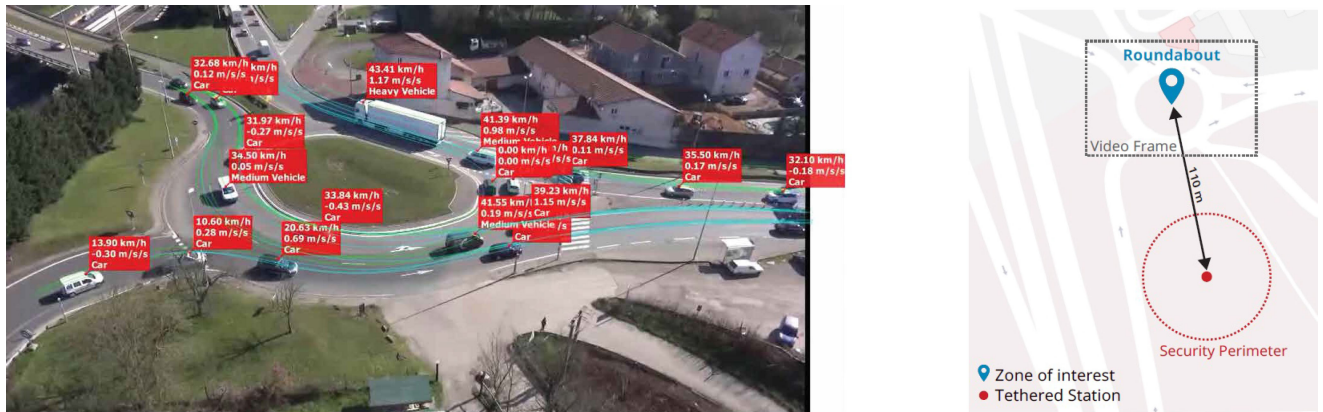 32.68 km/h
0.12 m/s/s
Car
km/h
/s/s
43.41 km/h
1.17 m/s/s
Heavy Vehicle
31.97 km/h
-0.27 m/s/s
Car
41.39 km/h
0.98 m/s/s
Medium Vehicle
0.00 km/h
0.00 m/s/s
Car
37.84 km/h
0.11 m/s/s
Car
34.50 km/h
0.05 m/s/s
Medium Vehicle
35.50 km/h
0.17 m/s/s
Car
32.10 km/h
-0.18 m/s/s
Car
33.84 km/h
-0.43 m/s/s
Car
41.55 km/h
0.19 m/s/s
Medium Vehicle
39.23 km/h
1.15 m/s/s
Car
10.60 km/h
0.28 m/s/s
Car
20.63 km/h
0.69 m/s/s
Car
13.90 km/h
-0.30 m/s/s
Car
Roundabout
Video Frame
110 m
Security Perimeter
Zone of interest
Tethered Station